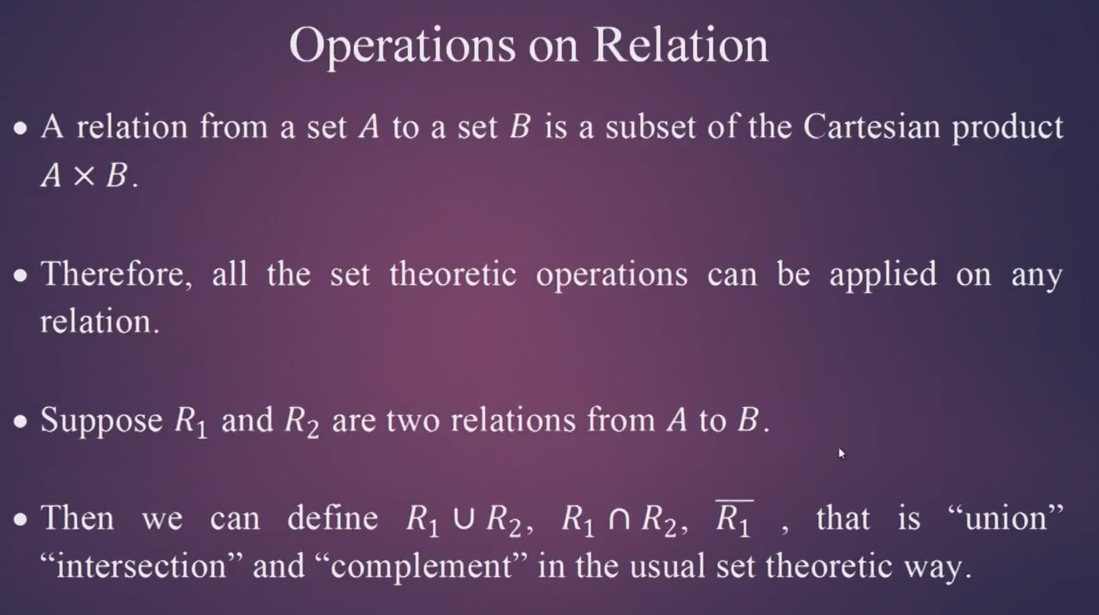 Operations on Relation
• A relation from a set A to a set B is a subset of the Cartesian product
A × B.
• Therefore, all the set theoretic operations can be applied on any
relation.
• Suppose R₁ and R₂ are two relations from A to B.
• Then we can define R₁ ∪ R₂, R₁ ∩ R₂, R̅₁ , that is “union”
“intersection” and “complement” in the usual set theoretic way.